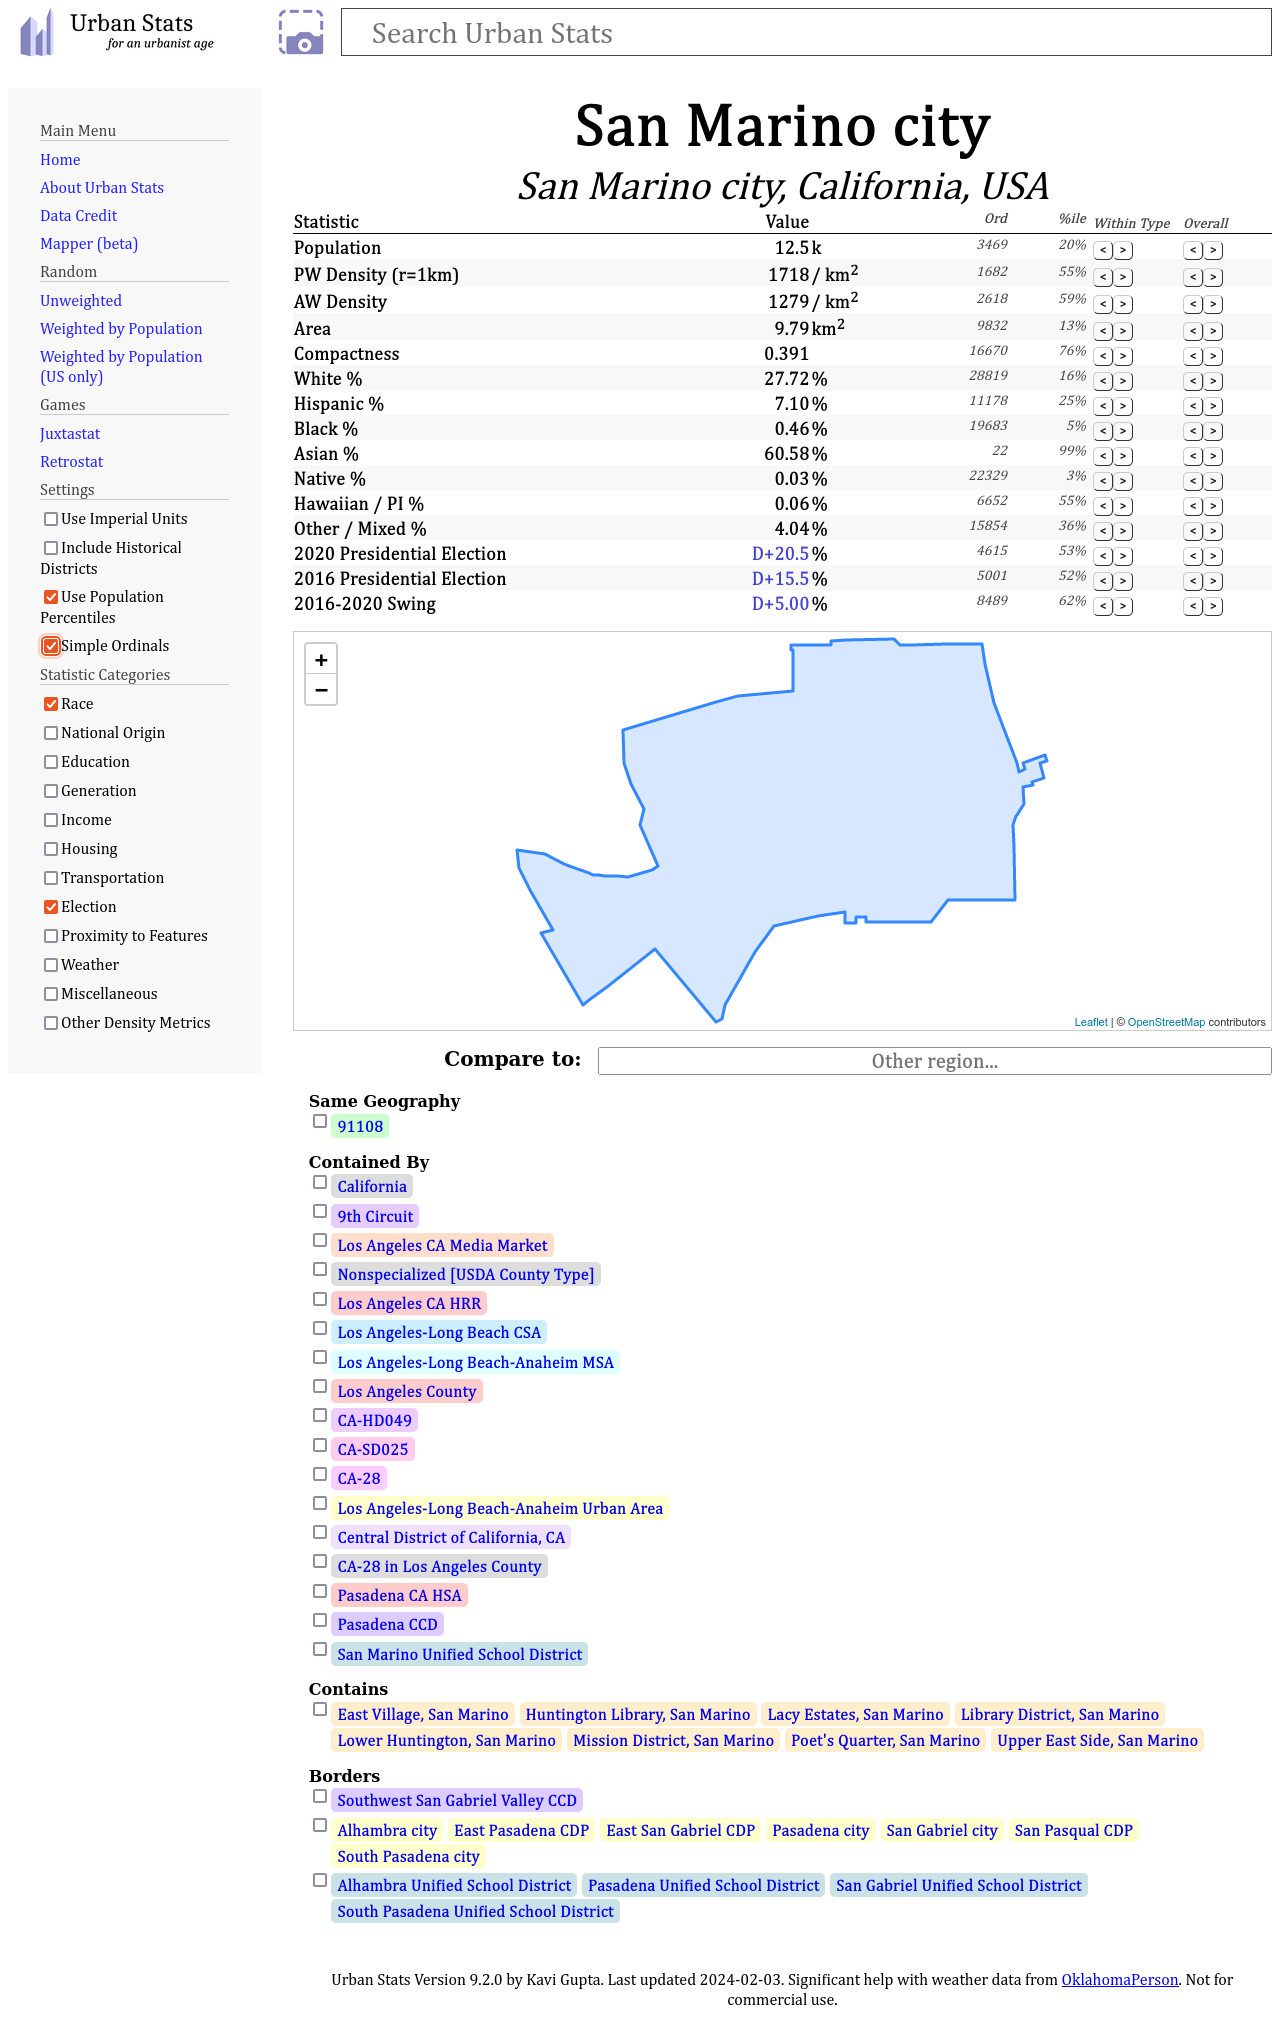 Urban Stats
for an urbanist age
Search Urban Stats
Main Menu
Home
About Urban Stats
Data Credit
Mapper (beta)
Random
Unweighted
Weighted by Population
Weighted by Population
(US only)
Games
Juxtastat
Retrostat
Settings
Use Imperial Units
Include Historical
Districts
Use Population
Percentiles
Simple Ordinals
Statistic Categories
Race
National Origin
Education
Generation
Income
Housing
Transportation
Election
Proximity to Features
Weather
Miscellaneous
Other Density Metrics
San Marino city
San Marino city, California, USA
Statistic Value Ord %ile Within Type Overall
Population 12.5 k 3469 20% < > < >
PW Density (r=1km) 1718 / km² 1682 55% < > < >
AW Density 1279 / km² 2618 59% < > < >
Area 9.79 km² 9832 13% < > < >
Compactness 0.391 16670 76% < > < >
White % 27.72 % 28819 16% < > < >
Hispanic % 7.10 % 11178 25% < > < >
Black % 0.46 % 19683 5% < > < >
Asian % 60.58 % 22 99% < > < >
Native % 0.03 % 22329 3% < > < >
Hawaiian / PI % 0.06 % 6652 55% < > < >
Other / Mixed % 4.04 % 15854 36% < > < >
2020 Presidential Election D+20.5 % 4615 53% < > < >
2016 Presidential Election D+15.5 % 5001 52% < > < >
2016-2020 Swing D+5.00 % 8489 62% < > < >
+
−
Leaflet | © OpenStreetMap contributors
Compare to: Other region...
Same Geography
91108
Contained By
California
9th Circuit
Los Angeles CA Media Market
Nonspecialized [USDA County Type]
Los Angeles CA HRR
Los Angeles-Long Beach CSA
Los Angeles-Long Beach-Anaheim MSA
Los Angeles County
CA-HD049
CA-SD025
CA-28
Los Angeles-Long Beach-Anaheim Urban Area
Central District of California, CA
CA-28 in Los Angeles County
Pasadena CA HSA
Pasadena CCD
San Marino Unified School District
Contains
East Village, San Marino Huntington Library, San Marino Lacy Estates, San Marino Library District, San Marino
Lower Huntington, San Marino Mission District, San Marino Poet's Quarter, San Marino Upper East Side, San Marino
Borders
Southwest San Gabriel Valley CCD
Alhambra city East Pasadena CDP East San Gabriel CDP Pasadena city San Gabriel city San Pasqual CDP
South Pasadena city
Alhambra Unified School District Pasadena Unified School District San Gabriel Unified School District
South Pasadena Unified School District
Urban Stats Version 9.2.0 by Kavi Gupta. Last updated 2024-02-03. Significant help with weather data from OklahomaPerson. Not for
commercial use.